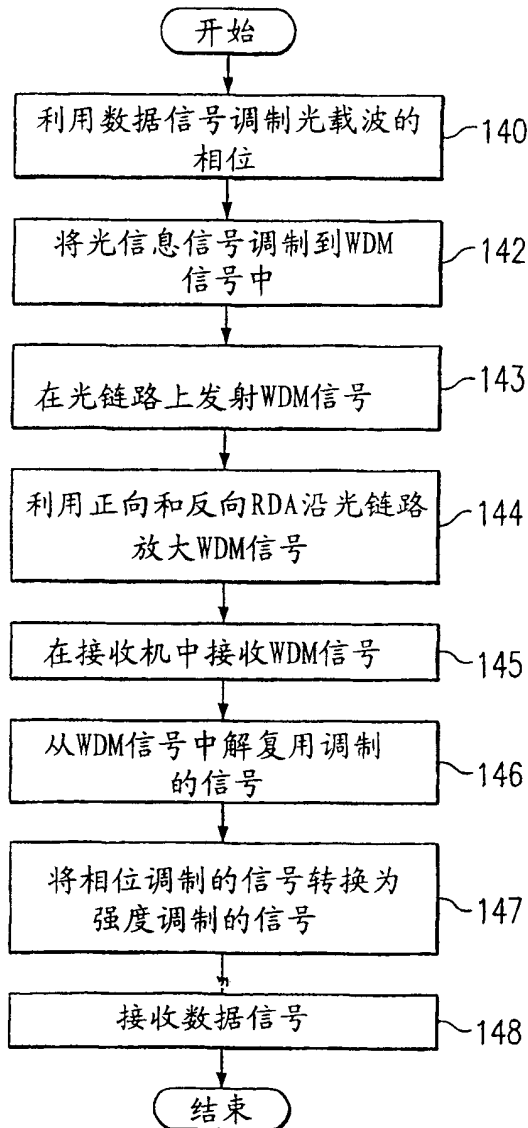 开始
利用数据信号调制光载波的
相位
140
将光信息信号调制到WDM
信号中
142
在光链路上发射WDM信号
143
利用正向和反向RDA沿光链路
放大WDM信号
144
在接收机中接收WDM信号
145
从WDM信号中解复用调制
的信号
146
将相位调制的信号转换为
强度调制的信号
147
接收数据信号
148
结束